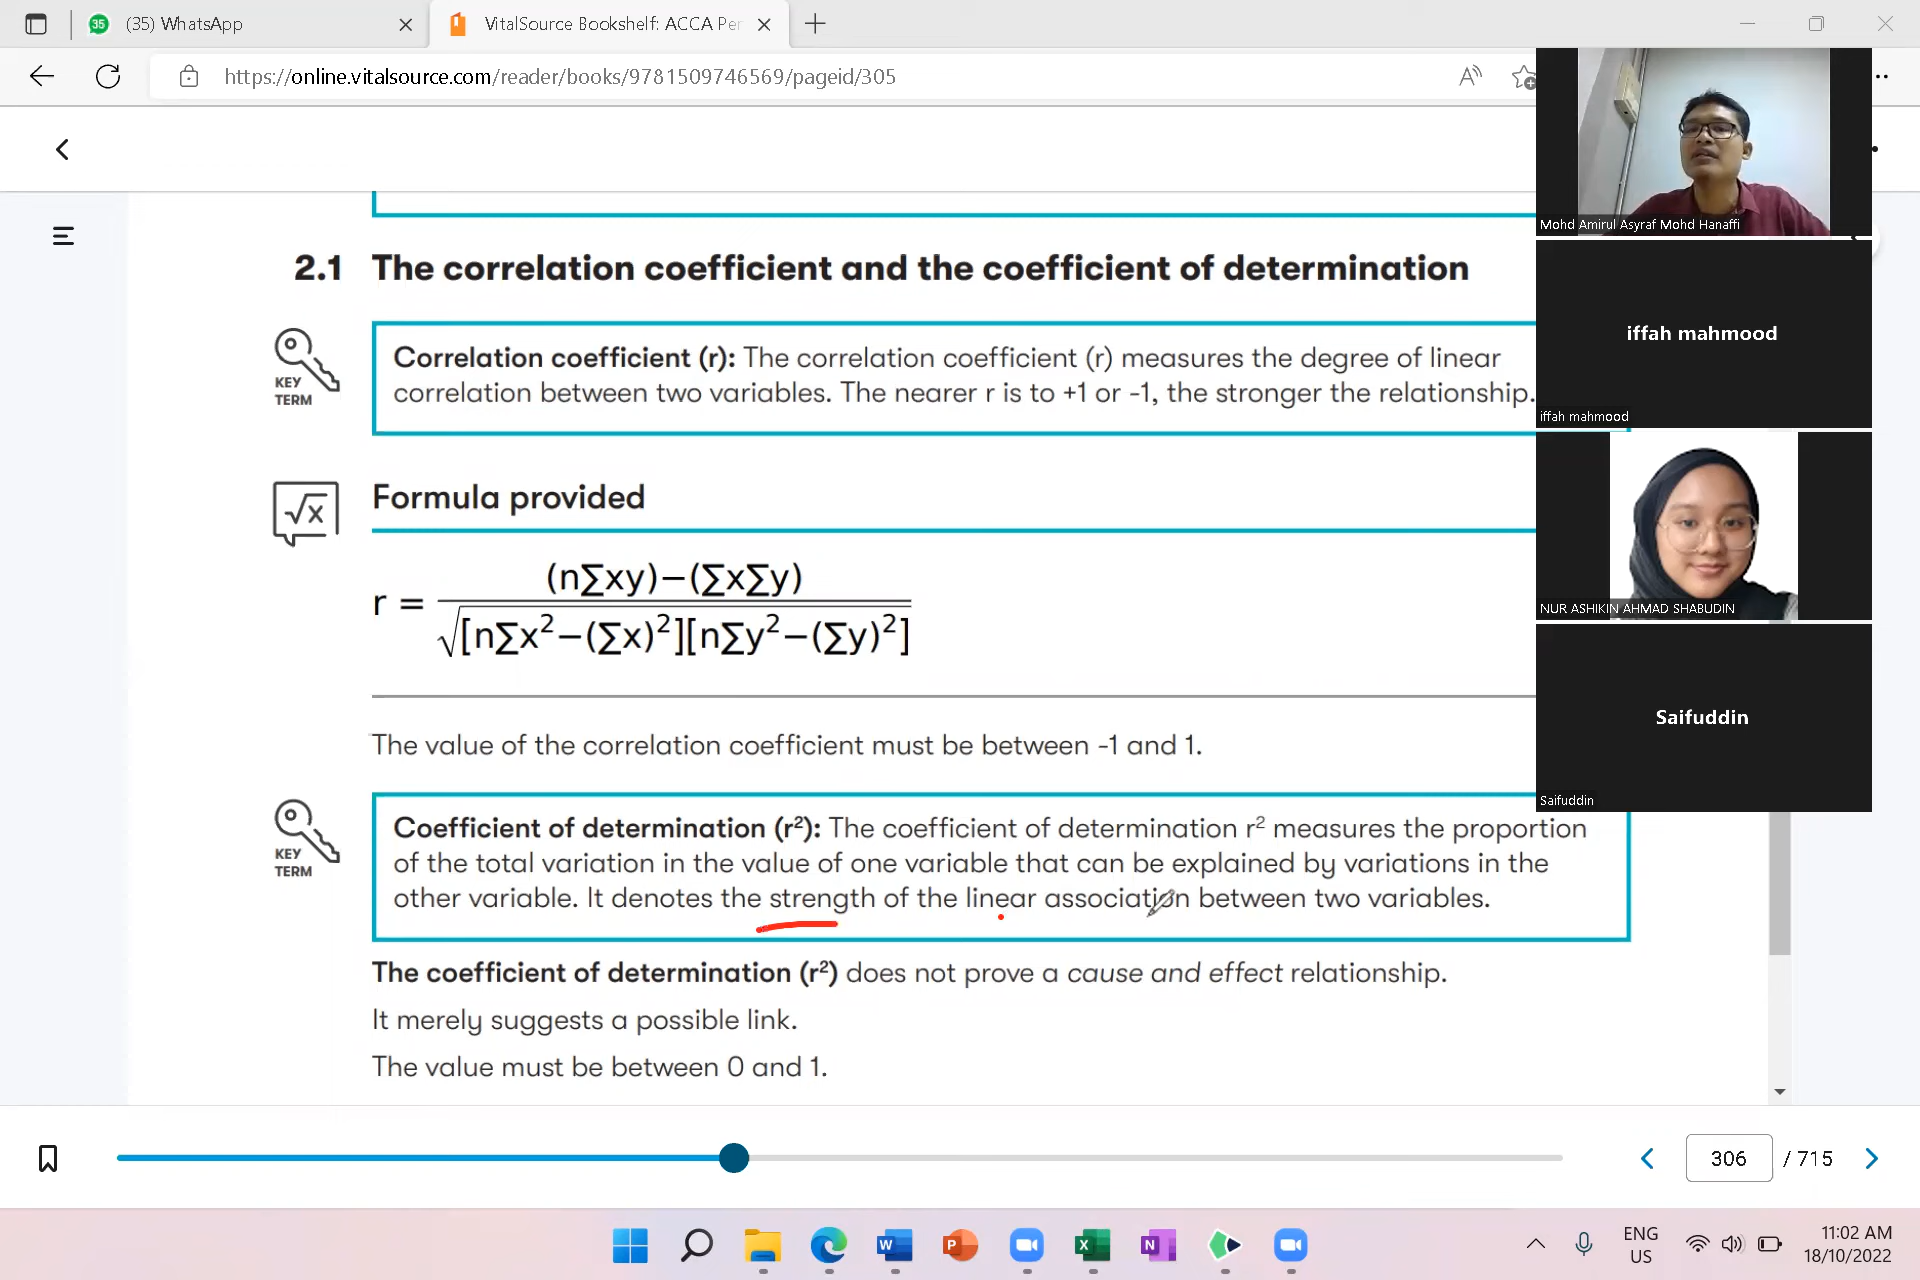 (35) WhatsApp
VitalSource Bookshelf: ACCA Per
https://online.vitalsource.com/reader/books/9781509746569/pageid/305
2.1 The correlation coefficient and the coefficient of determination
KEY
TERM
Correlation coefficient (r): The correlation coefficient (r) measures the degree of linear
correlation between two variables. The nearer r is to +1 or -1, the stronger the relationship.
√x
Formula provided
r = (n∑xy)−(∑x∑y)
√[n∑x²−(∑x)²][n∑y²−(∑y)²]
The value of the correlation coefficient must be between -1 and 1.
KEY
TERM
Coefficient of determination (r²): The coefficient of determination r² measures the proportion
of the total variation in the value of one variable that can be explained by variations in the
other variable. It denotes the strength of the linear association between two variables.
The coefficient of determination (r²) does not prove a cause and effect relationship.
It merely suggests a possible link.
The value must be between 0 and 1.
Mohd Amirul Asyraf Mohd Hanaffi
iffah mahmood
iffah mahmood
NUR ASHIKIN AHMAD SHABUDIN
Saifuddin
Saifuddin
306 / 715
ENG
US
11:02 AM
18/10/2022